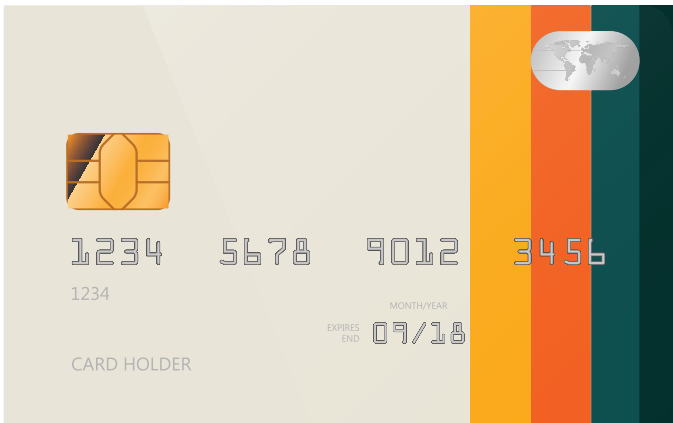 1234 5678 9012 3456
1234
MONTH/YEAR
EXPIRES
END
09/18
CARD HOLDER